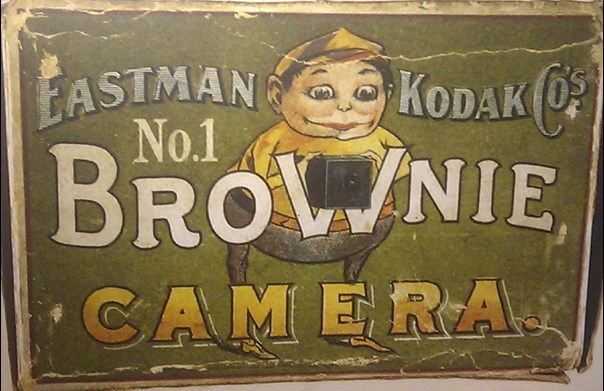 EASTMAN KODAK CO'S
No. 1
BROWNIE
CAMERA.